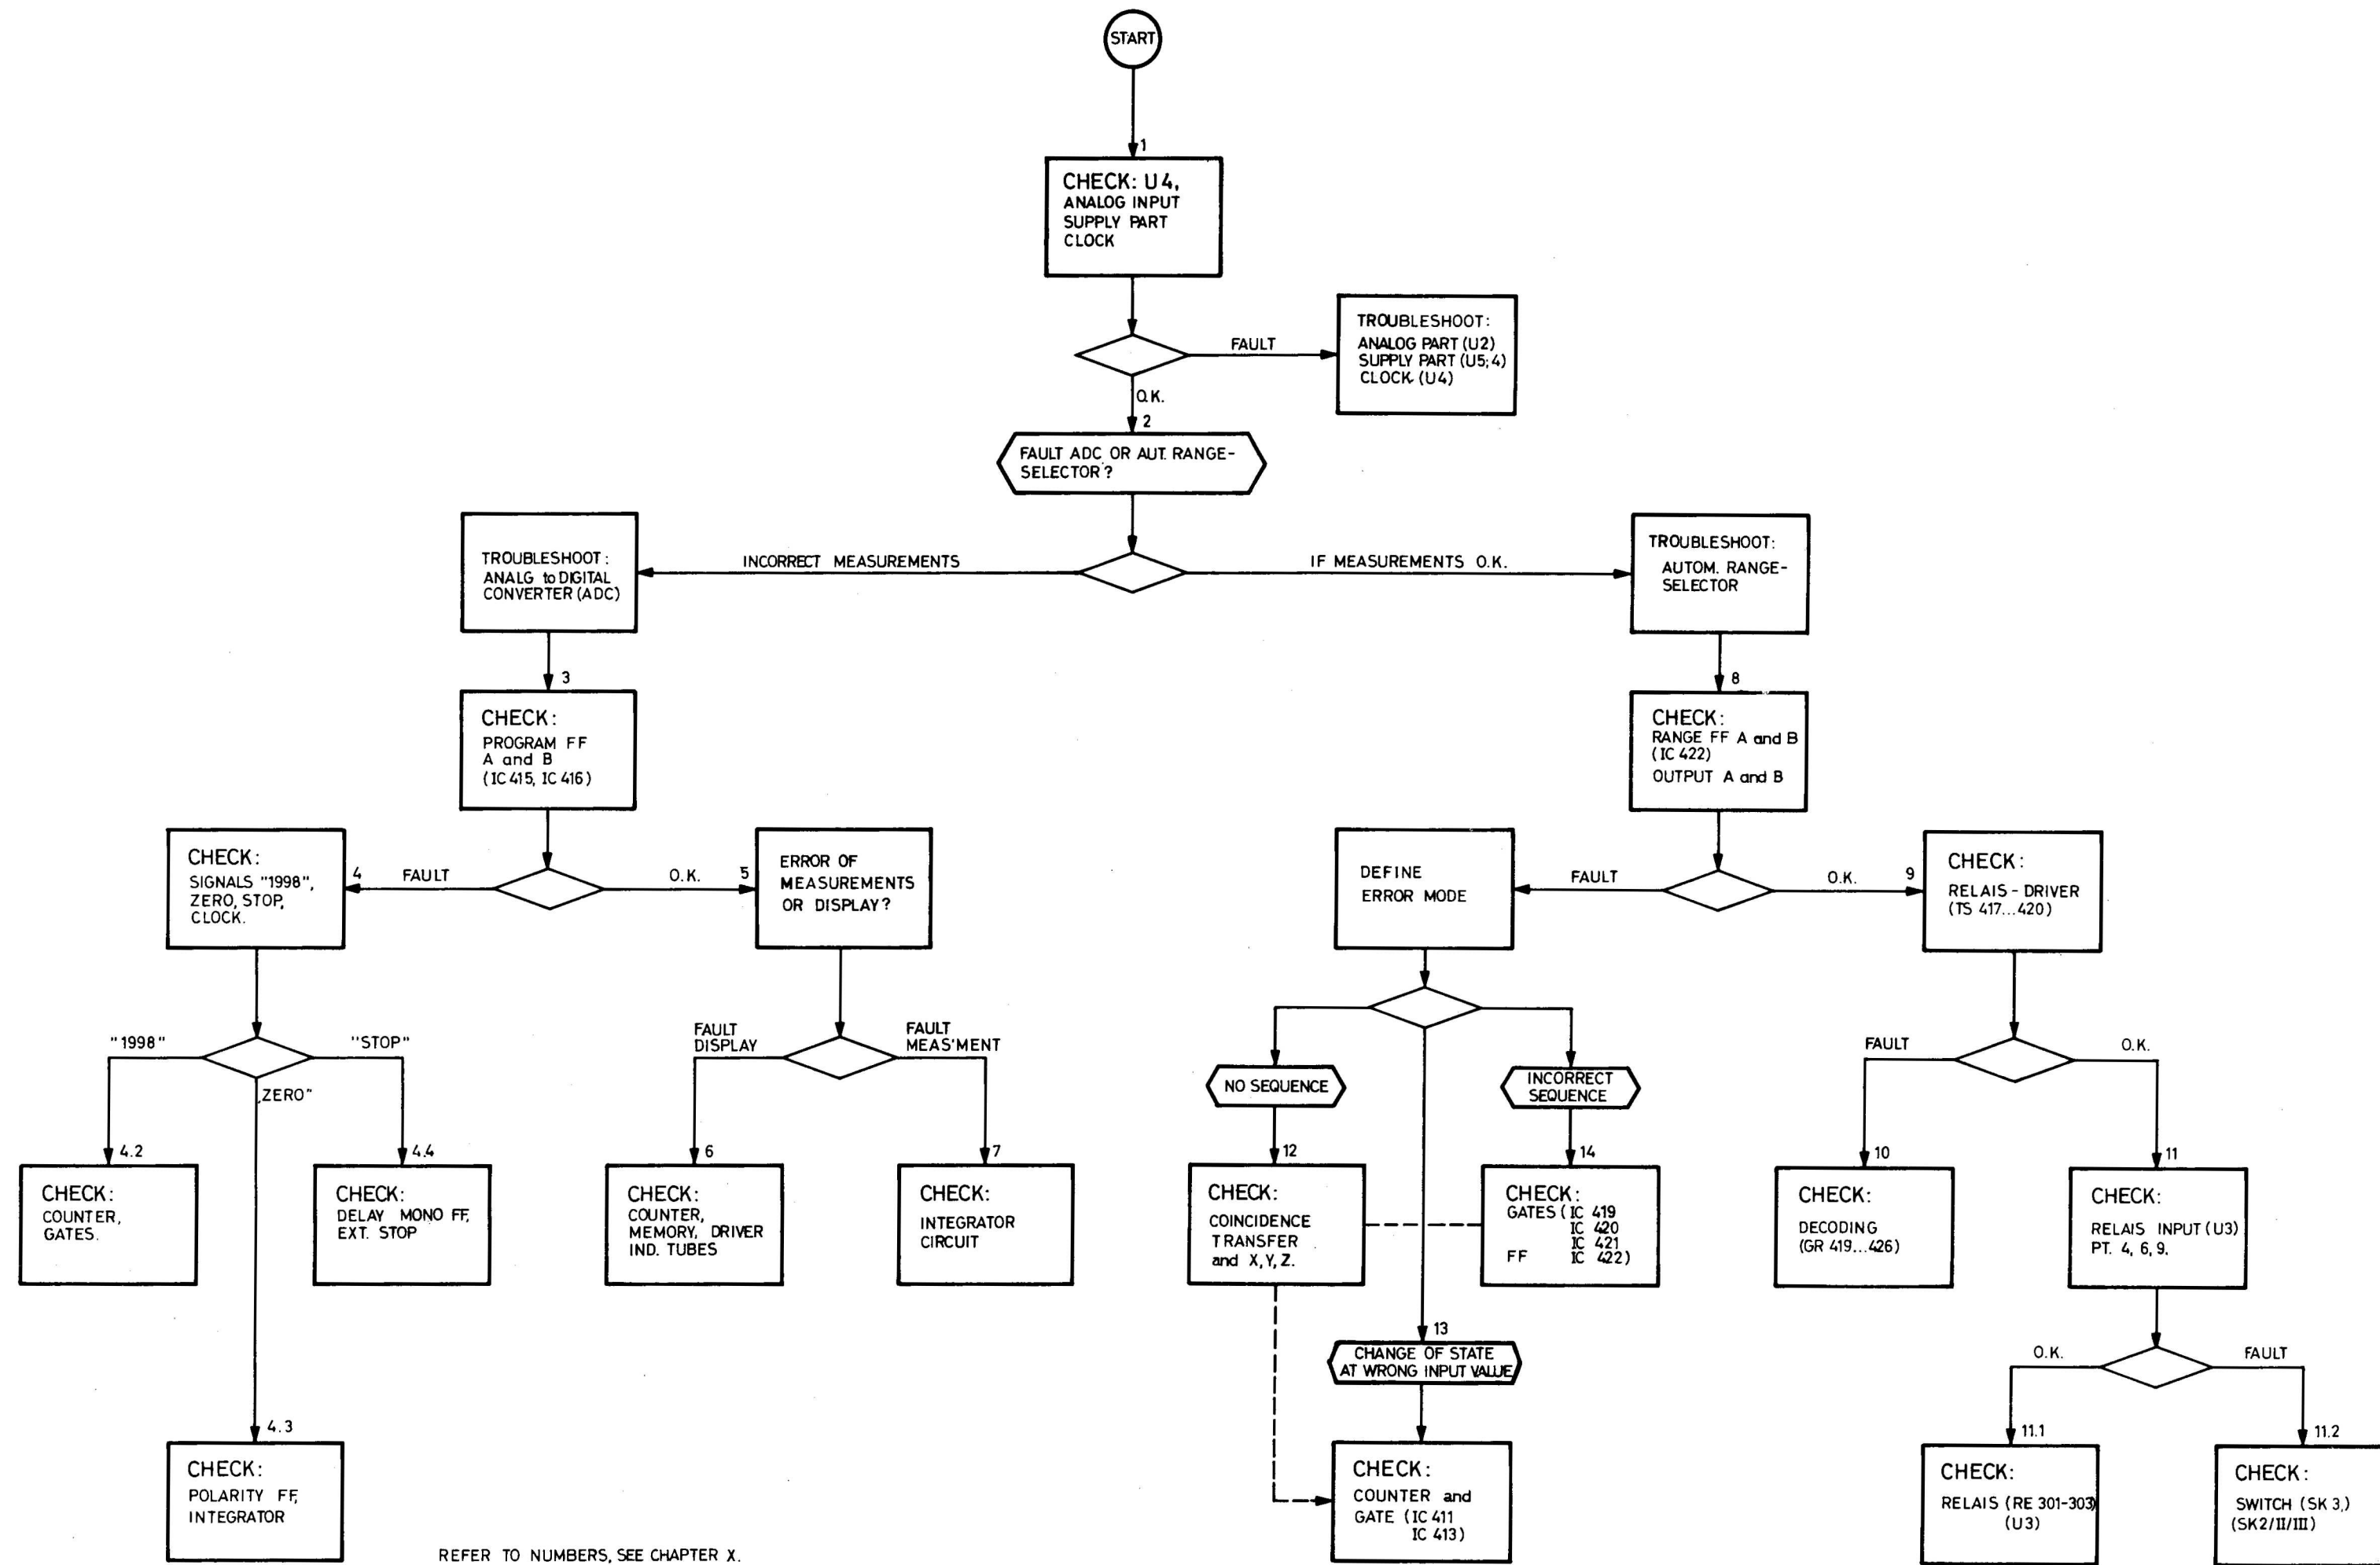 START
1
CHECK: U4,
ANALOG INPUT
SUPPLY PART
CLOCK
TROUBLESHOOT:
ANALOG PART (U2)
SUPPLY PART (U5;4)
CLOCK (U4)
FAULT
O.K.
2
FAULT ADC OR AUT. RANGE-
SELECTOR?
TROUBLESHOOT:
ANALG to DIGITAL
CONVERTER (ADC)
INCORRECT MEASUREMENTS
IF MEASUREMENTS O.K.
TROUBLESHOOT:
AUTOM. RANGE-
SELECTOR
3
CHECK:
PROGRAM FF
A and B
(IC 415, IC 416)
8
CHECK:
RANGE FF A and B
(IC 422)
OUTPUT A and B
CHECK:
SIGNALS "1998",
ZERO, STOP,
CLOCK.
4
FAULT
O.K.
5
ERROR OF
MEASUREMENTS
OR DISPLAY?
DEFINE
ERROR MODE
FAULT
O.K.
9
CHECK:
RELAIS - DRIVER
(TS 417...420)
"1998"
"STOP"
„ZERO"
FAULT
DISPLAY
FAULT
MEAS'MENT
NO SEQUENCE
INCORRECT
SEQUENCE
FAULT
O.K.
4.2
CHECK:
COUNTER,
GATES.
4.4
CHECK:
DELAY MONO FF,
EXT. STOP
6
CHECK:
COUNTER,
MEMORY, DRIVER
IND. TUBES
7
CHECK:
INTEGRATOR
CIRCUIT
12
CHECK:
COINCIDENCE
TRANSFER
and X, Y, Z.
14
CHECK:
GATES (IC 419
IC 420
IC 421
FF IC 422)
10
CHECK:
DECODING
(GR 419...426)
11
CHECK:
RELAIS INPUT (U3)
PT. 4, 6, 9.
13
CHANGE OF STATE
AT WRONG INPUT VALUE
O.K.
FAULT
4.3
CHECK:
POLARITY FF,
INTEGRATOR
CHECK:
COUNTER and
GATE (IC 411
IC 413)
11.1
CHECK:
RELAIS (RE 301-303)
(U3)
11.2
CHECK:
SWITCH (SK 3,)
(SK2/II/III)
REFER TO NUMBERS, SEE CHAPTER X.